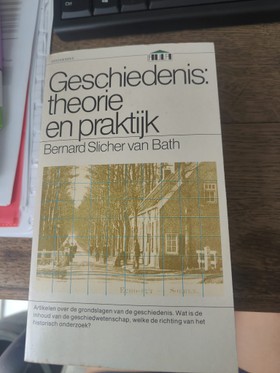 Geschiedenis:
theorie
en praktijk
Bernard Slicher van Bath
Artikelen over de grondslagen van de geschiedenis. Wat is de
inhoud van de geschiedwetenschap, welke de richting van het
historisch onderzoek?